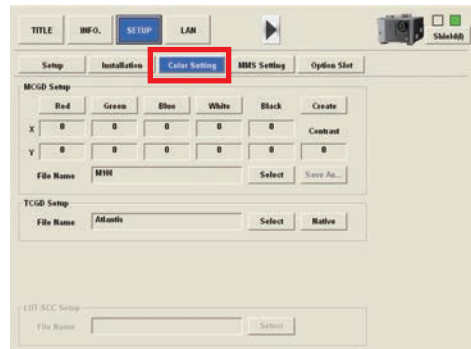 TITLE INFO. SETUP LAN
Shield(I)
Setup Installation Color Setting MMS Setting Option Slot
MCGD Setup
Red Green Blue White Black Create
X 0 0 0 0 0 Contrast
Y 0 0 0 0 0 0
File Name M101 Select Save As...
TCGD Setup
File Name Atlantis Select Native
LUT-SCC Setup
File Name Select